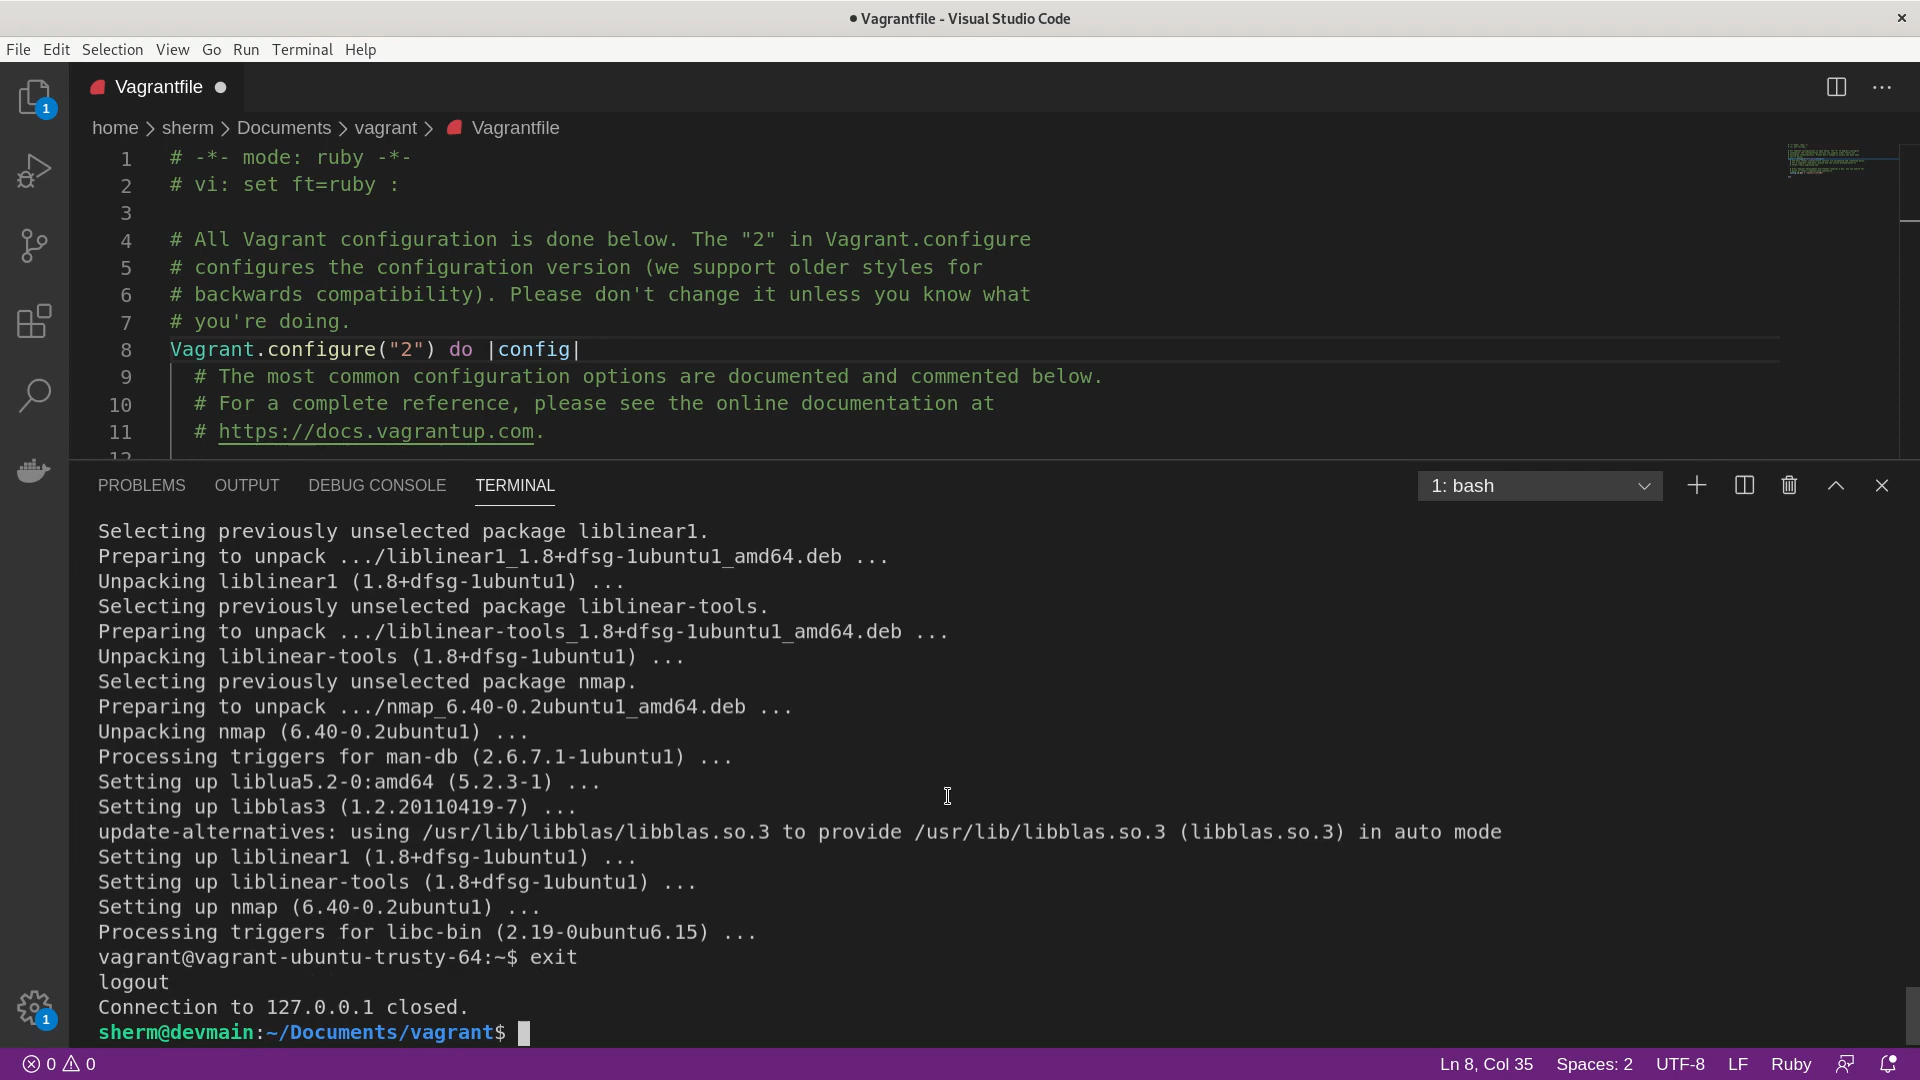 ● Vagrantfile - Visual Studio Code
×
File Edit Selection View Go Run Terminal Help
1
Vagrantfile ●
home > sherm > Documents > vagrant > Vagrantfile
1 # -*- mode: ruby -*-
2 # vi: set ft=ruby :
3
4 # All Vagrant configuration is done below. The "2" in Vagrant.configure
5 # configures the configuration version (we support older styles for
6 # backwards compatibility). Please don't change it unless you know what
7 # you're doing.
8 Vagrant.configure("2") do |config|
9 # The most common configuration options are documented and commented below.
10 # For a complete reference, please see the online documentation at
11 # https://docs.vagrantup.com.
12
PROBLEMS OUTPUT DEBUG CONSOLE TERMINAL 1: bash
Selecting previously unselected package liblinear1.
Preparing to unpack .../liblinear1_1.8+dfsg-1ubuntu1_amd64.deb ...
Unpacking liblinear1 (1.8+dfsg-1ubuntu1) ...
Selecting previously unselected package liblinear-tools.
Preparing to unpack .../liblinear-tools_1.8+dfsg-1ubuntu1_amd64.deb ...
Unpacking liblinear-tools (1.8+dfsg-1ubuntu1) ...
Selecting previously unselected package nmap.
Preparing to unpack .../nmap_6.40-0.2ubuntu1_amd64.deb ...
Unpacking nmap (6.40-0.2ubuntu1) ...
Processing triggers for man-db (2.6.7.1-1ubuntu1) ...
Setting up liblua5.2-0:amd64 (5.2.3-1) ...
Setting up libblas3 (1.2.20110419-7) ...
update-alternatives: using /usr/lib/libblas/libblas.so.3 to provide /usr/lib/libblas.so.3 (libblas.so.3) in auto mode
Setting up liblinear1 (1.8+dfsg-1ubuntu1) ...
Setting up liblinear-tools (1.8+dfsg-1ubuntu1) ...
Setting up nmap (6.40-0.2ubuntu1) ...
Processing triggers for libc-bin (2.19-0ubuntu6.15) ...
vagrant@vagrant-ubuntu-trusty-64:~$ exit
logout
Connection to 127.0.0.1 closed.
sherm@devmain:~/Documents/vagrant$
1
0 0 Ln 8, Col 35 Spaces: 2 UTF-8 LF Ruby